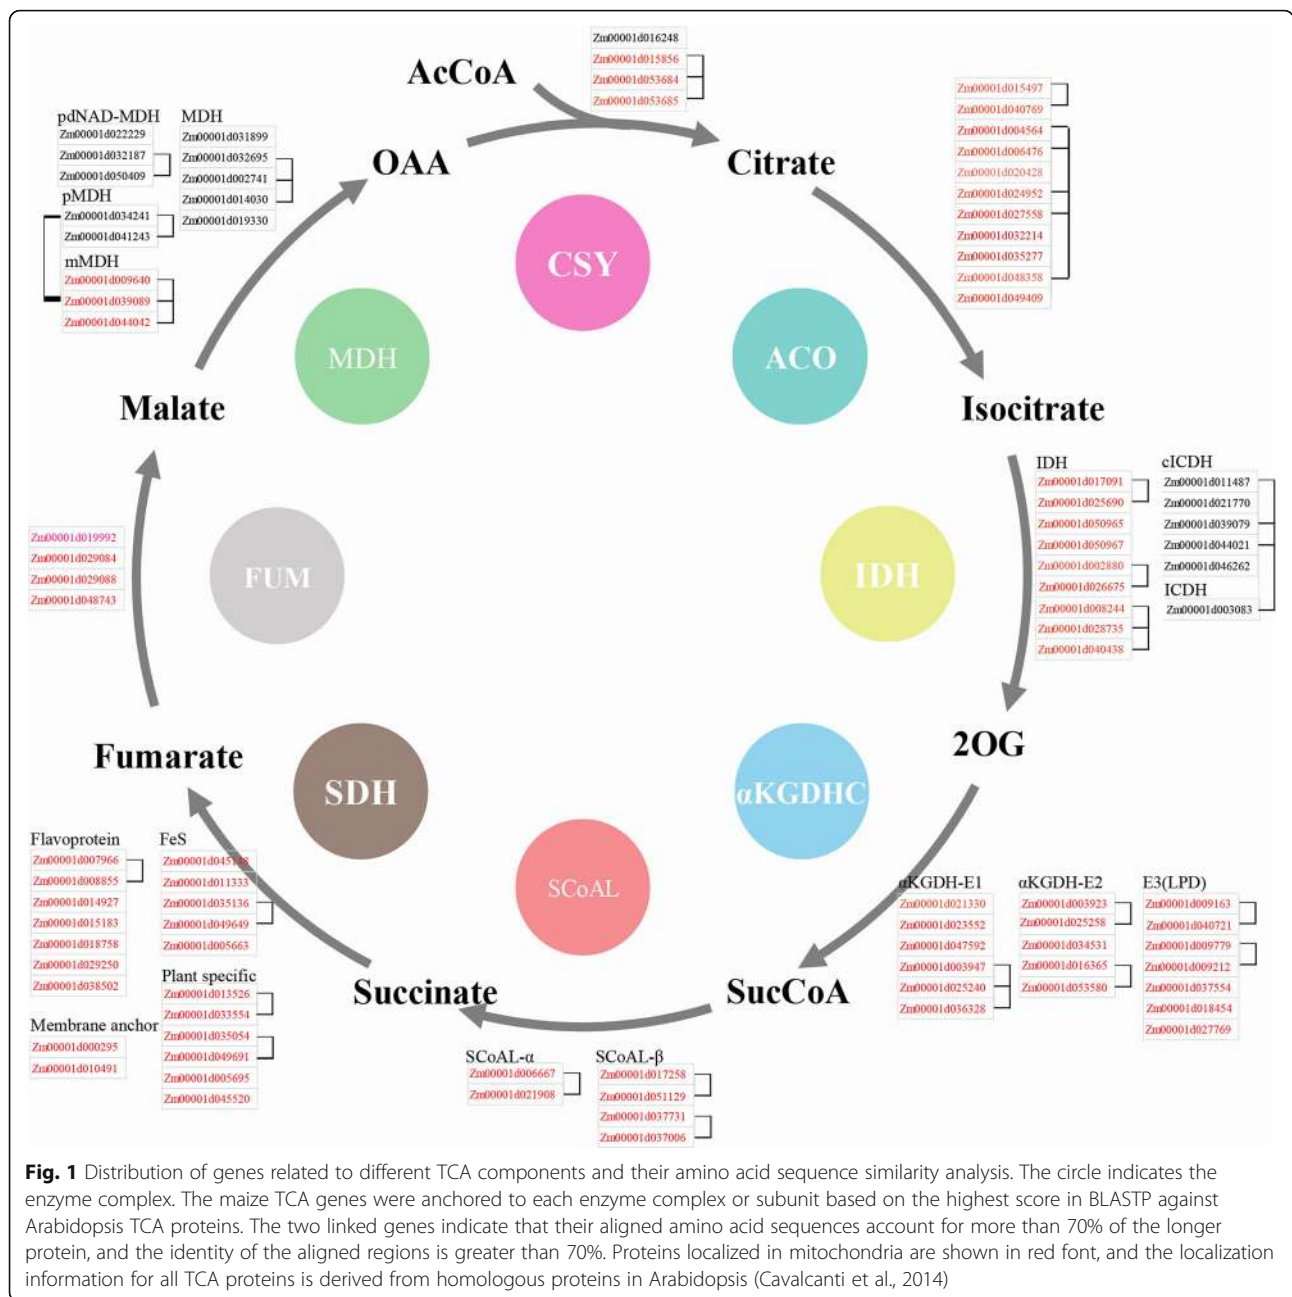 AcCoA
Zm00001d016248
Zm00001d015856
Zm00001d053684
Zm00001d053685
OAA
Citrate
Zm00001d015497
Zm00001d040769
Zm00001d004564
Zm00001d006476
Zm00001d020428
Zm00001d024952
Zm00001d027558
Zm00001d032214
Zm00001d035277
Zm00001d048358
Zm00001d049409
pdNAD-MDH
Zm00001d022229
Zm00001d032187
Zm00001d050409
MDH
Zm00001d031899
Zm00001d032695
Zm00001d002741
Zm00001d014030
Zm00001d019330
pMDH
Zm00001d034241
Zm00001d041243
mMDH
Zm00001d009640
Zm00001d039089
Zm00001d044042
CSY
MDH
ACO
Malate
Isocitrate
IDH
Zm00001d017091
Zm00001d025690
Zm00001d050965
Zm00001d050967
Zm00001d002880
Zm00001d026675
Zm00001d008244
Zm00001d028735
Zm00001d040438
cICDH
Zm00001d011487
Zm00001d021770
Zm00001d039079
Zm00001d044021
Zm00001d046262
ICDH
Zm00001d003083
Zm00001d019992
Zm00001d029084
Zm00001d029088
Zm00001d048743
FUM
IDH
Fumarate
2OG
SDH
αKGDHC
SCoAL
Flavoprotein
Zm00001d007966
Zm00001d008855
Zm00001d014927
Zm00001d015183
Zm00001d018758
Zm00001d029250
Zm00001d038502
FeS
Zm00001d045148
Zm00001d011333
Zm00001d035136
Zm00001d049649
Zm00001d005663
Plant specific
Zm00001d013526
Zm00001d033554
Zm00001d035054
Zm00001d049691
Zm00001d005695
Zm00001d045520
Membrane anchor
Zm00001d000295
Zm00001d010491
Succinate
SucCoA
αKGDH-E1
Zm00001d021330
Zm00001d023552
Zm00001d047592
Zm00001d003947
Zm00001d025240
Zm00001d036328
αKGDH-E2
Zm00001d003923
Zm00001d025258
Zm00001d034531
Zm00001d016365
Zm00001d053580
E3(LPD)
Zm00001d009163
Zm00001d040721
Zm00001d009779
Zm00001d009212
Zm00001d037554
Zm00001d018454
Zm00001d027769
SCoAL-α
Zm00001d006667
Zm00001d021908
SCoAL-β
Zm00001d017258
Zm00001d051129
Zm00001d037731
Zm00001d037006
Fig. 1 Distribution of genes related to different TCA components and their amino acid sequence similarity analysis. The circle indicates the
enzyme complex. The maize TCA genes were anchored to each enzyme complex or subunit based on the highest score in BLASTP against
Arabidopsis TCA proteins. The two linked genes indicate that their aligned amino acid sequences account for more than 70% of the longer
protein, and the identity of the aligned regions is greater than 70%. Proteins localized in mitochondria are shown in red font, and the localization
information for all TCA proteins is derived from homologous proteins in Arabidopsis (Cavalcanti et al., 2014)